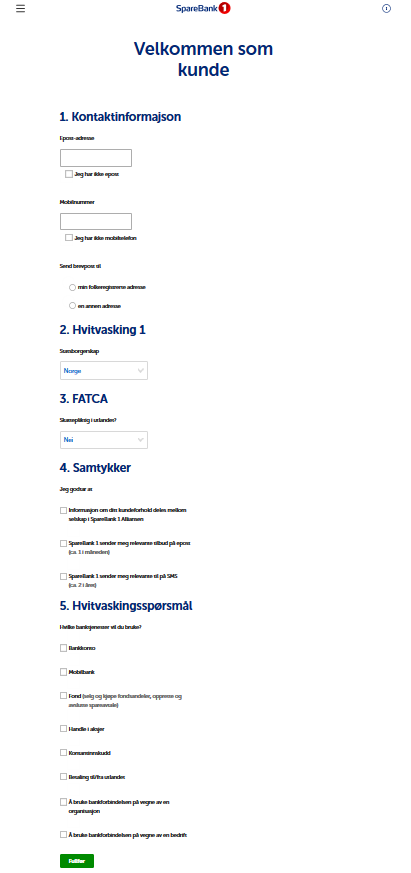 SpareBank 1
Velkommen som
kunde
1. Kontaktinformajson
Epost-adresse
Jeg har ikke epost
Mobilnummer
Jeg har ikke mobiltelefon
Send brevpost til
min folkeregistrerte adresse
en annen adresse
2. Hvitvasking 1
Statsborgerskap
Norge
3. FATCA
Skattepliktig i utlandet?
Nei
4. Samtykker
Jeg godtar at
Informasjon om ditt kundeforhold deles mellom
selskap i SpareBank 1 Alliansen
SpareBank 1 sender meg relevante tilbud på epost
(ca. 1 i måneden)
SpareBank 1 sender meg relevante til på SMS
(ca. 2 i året)
5. Hvitvaskingsspørsmål
Hvilke banktjenester vil du bruke?
Bankkonto
Mobilbank
Fond (selg og kjøpe fondsandeler, opprette og
avslutte spareavtale)
Handle i aksjer
Kontantinnskudd
Betaling til/fra utlandet
Å bruke bankforbindelsen på vegne av en
organisasjon
Å bruke bankforbindelsen på vegne av en bedrift